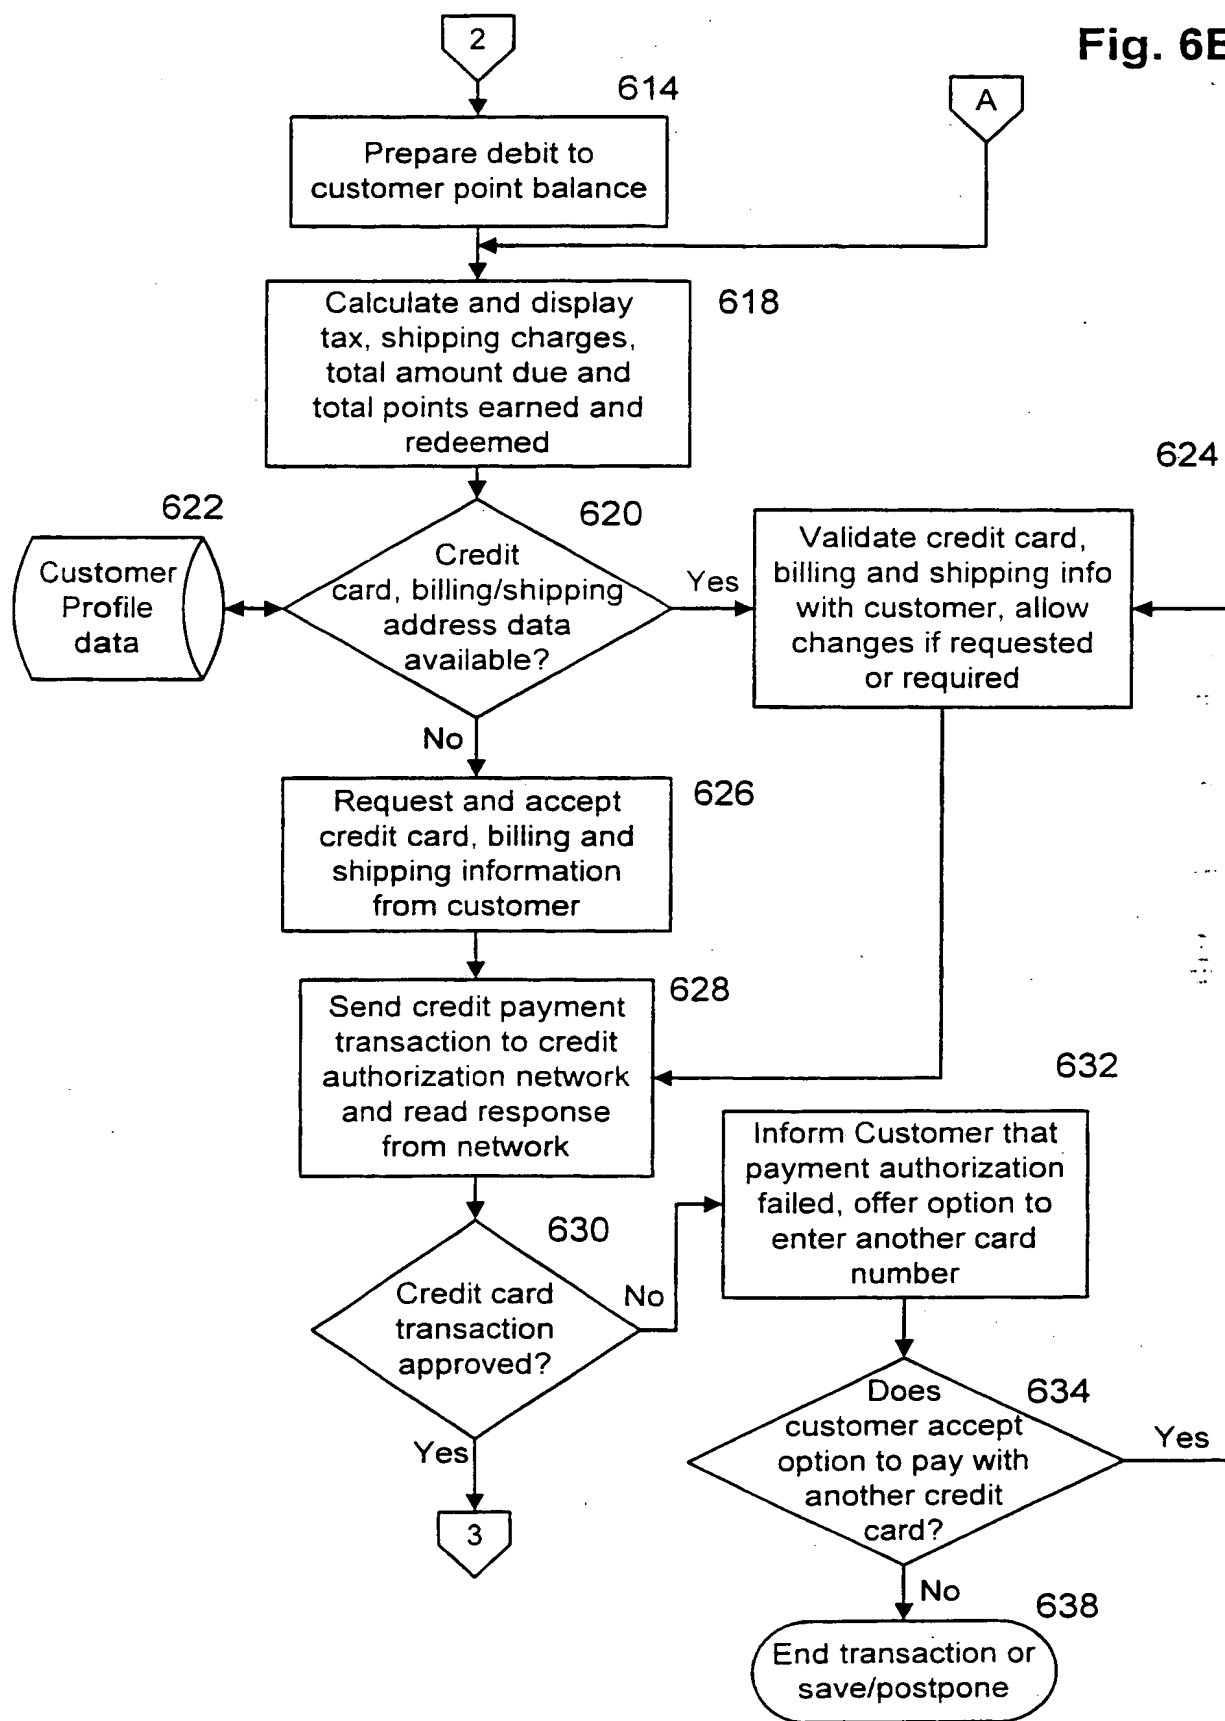 Fig. 6B
2
614
A
Prepare debit to
customer point balance
Calculate and display
tax, shipping charges,
total amount due and
total points earned and
redeemed
618
624
622
620
Customer
Profile
data
Credit
card, billing/shipping
address data
available?
Yes
Validate credit card,
billing and shipping info
with customer, allow
changes if requested
or required
No
Request and accept
credit card, billing and
shipping information
from customer
626
Send credit payment
transaction to credit
authorization network
and read response
from network
628
632
Inform Customer that
payment authorization
failed, offer option to
enter another card
number
630
Credit card
transaction
approved?
No
Yes
3
Does
customer accept
option to pay with
another credit
card?
634
Yes
No
638
End transaction or
save/postpone